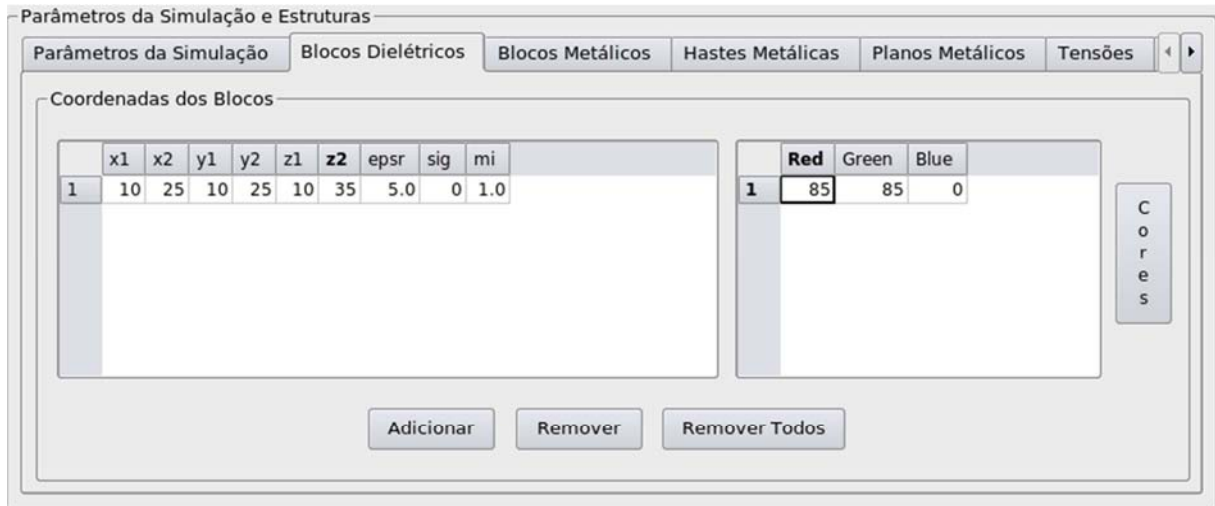 Parâmetros da Simulação e Estruturas
Parâmetros da Simulação Blocos Dielétricos Blocos Metálicos Hastes Metálicas Planos Metálicos Tensões
Coordenadas dos Blocos
x1 x2 y1 y2 z1 z2 epsr sig mi Red Green Blue
1 10 25 10 25 10 35 5.0 0 1.0 1 85 85 0
C
o
r
e
s
Adicionar Remover Remover Todos